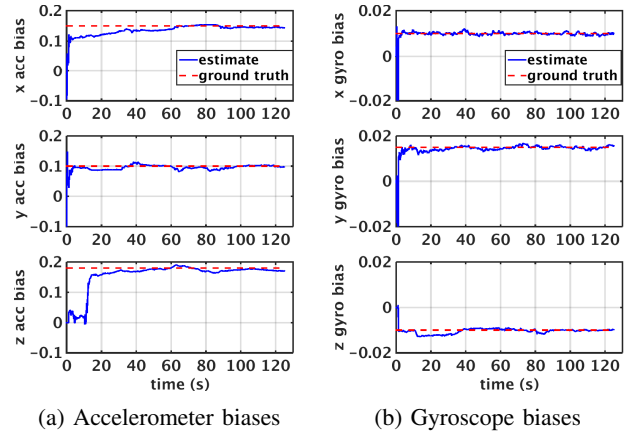 0.2
0.1
0
-0.1
x acc bias
0 20 40 60 80 100 120
estimate
ground truth
0.2
0.1
0
-0.1
y acc bias
0 20 40 60 80 100 120
0.2
0.1
0
-0.1
z acc bias
0 20 40 60 80 100 120
time (s)
(a) Accelerometer biases
0.02
0
-0.02
x gyro bias
0 20 40 60 80 100 120
estimate
ground truth
0.02
0
-0.02
y gyro bias
0 20 40 60 80 100 120
0.02
0
-0.02
z gyro bias
0 20 40 60 80 100 120
time (s)
(b) Gyroscope biases